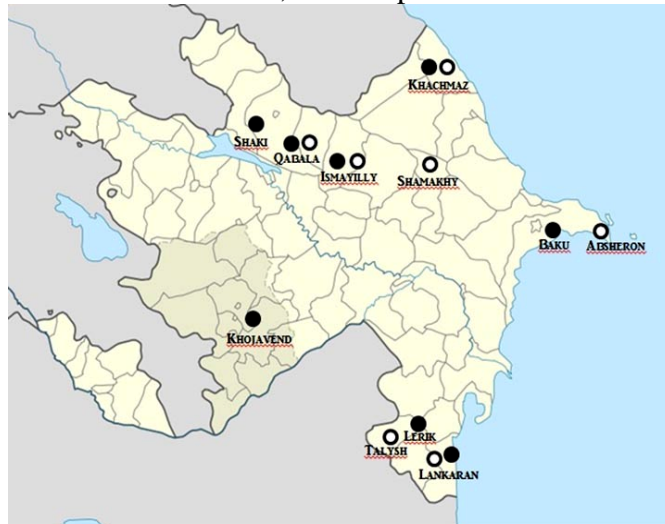 KHACHMAZ
SHAKI
QABALA
ISMAYILLY
SHAMAKHY
BAKU
ABSHERON
KHOJAVEND
LERIK
TALYSH
LANKARAN